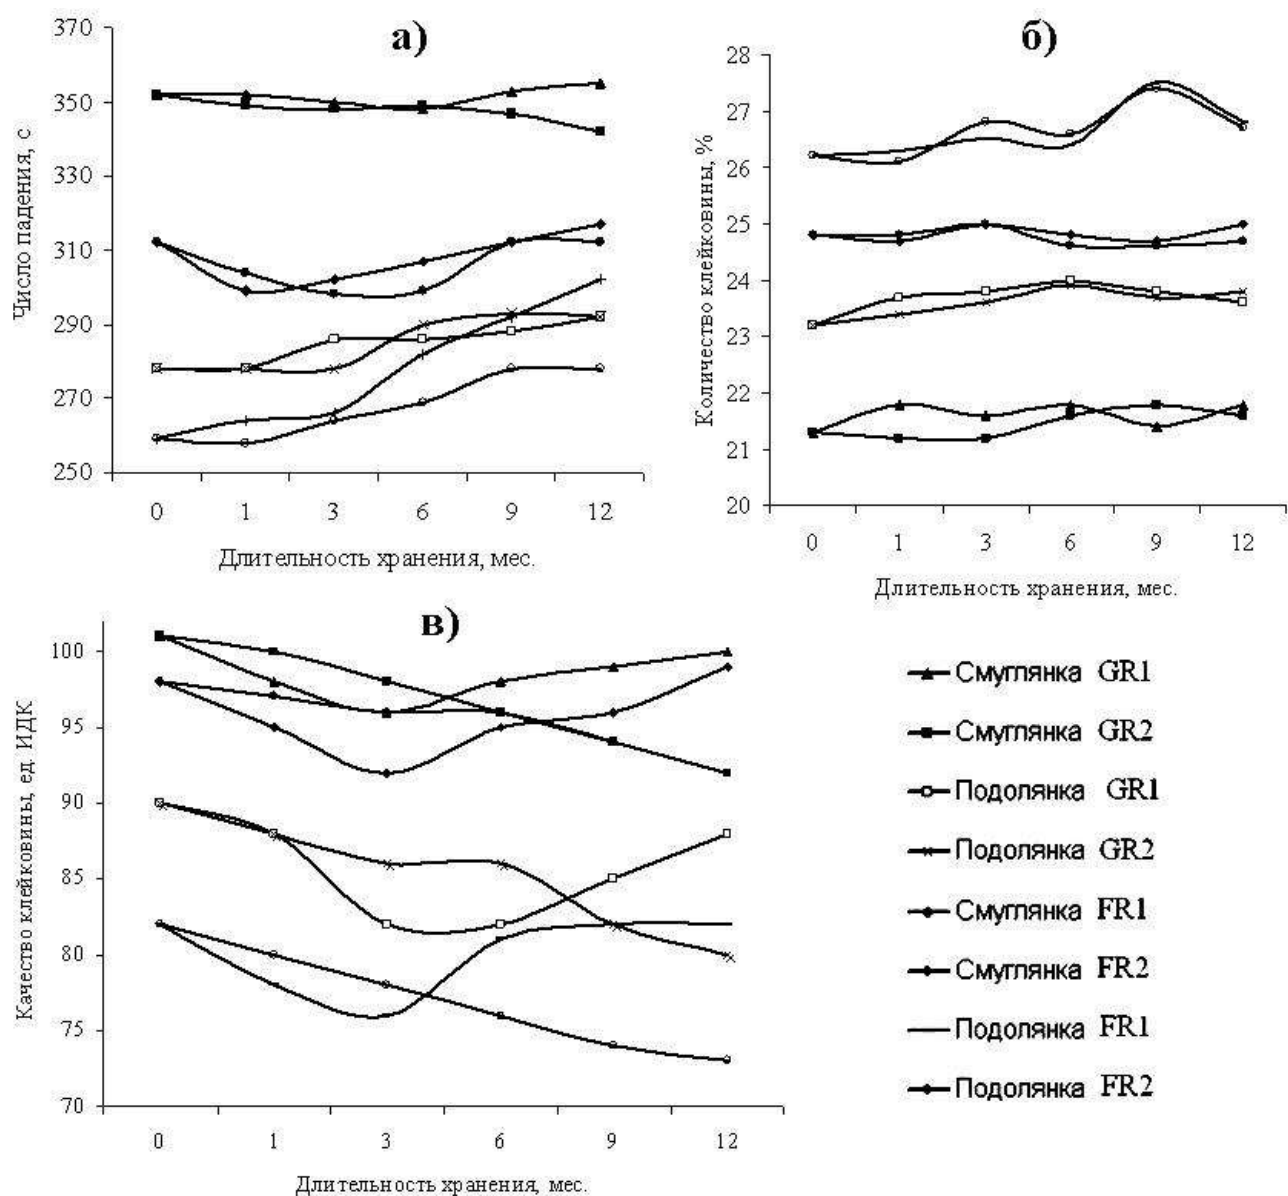 а)
Число падения, с
370
350
330
310
290
270
250
0 1 3 6 9 12
Длительность хранения, мес.
б)
Количество клейковины, %
28
27
26
25
24
23
22
21
20
0 1 3 6 9 12
Длительность хранения, мес.
в)
Качество клейковины, ед. ИДК
100
95
90
85
80
75
70
0 1 3 6 9 12
Длительность хранения, мес.
Смуглянка GR1
Смуглянка GR2
Подолянка GR1
Подолянка GR2
Смуглянка FR1
Смуглянка FR2
Подолянка FR1
Подолянка FR2